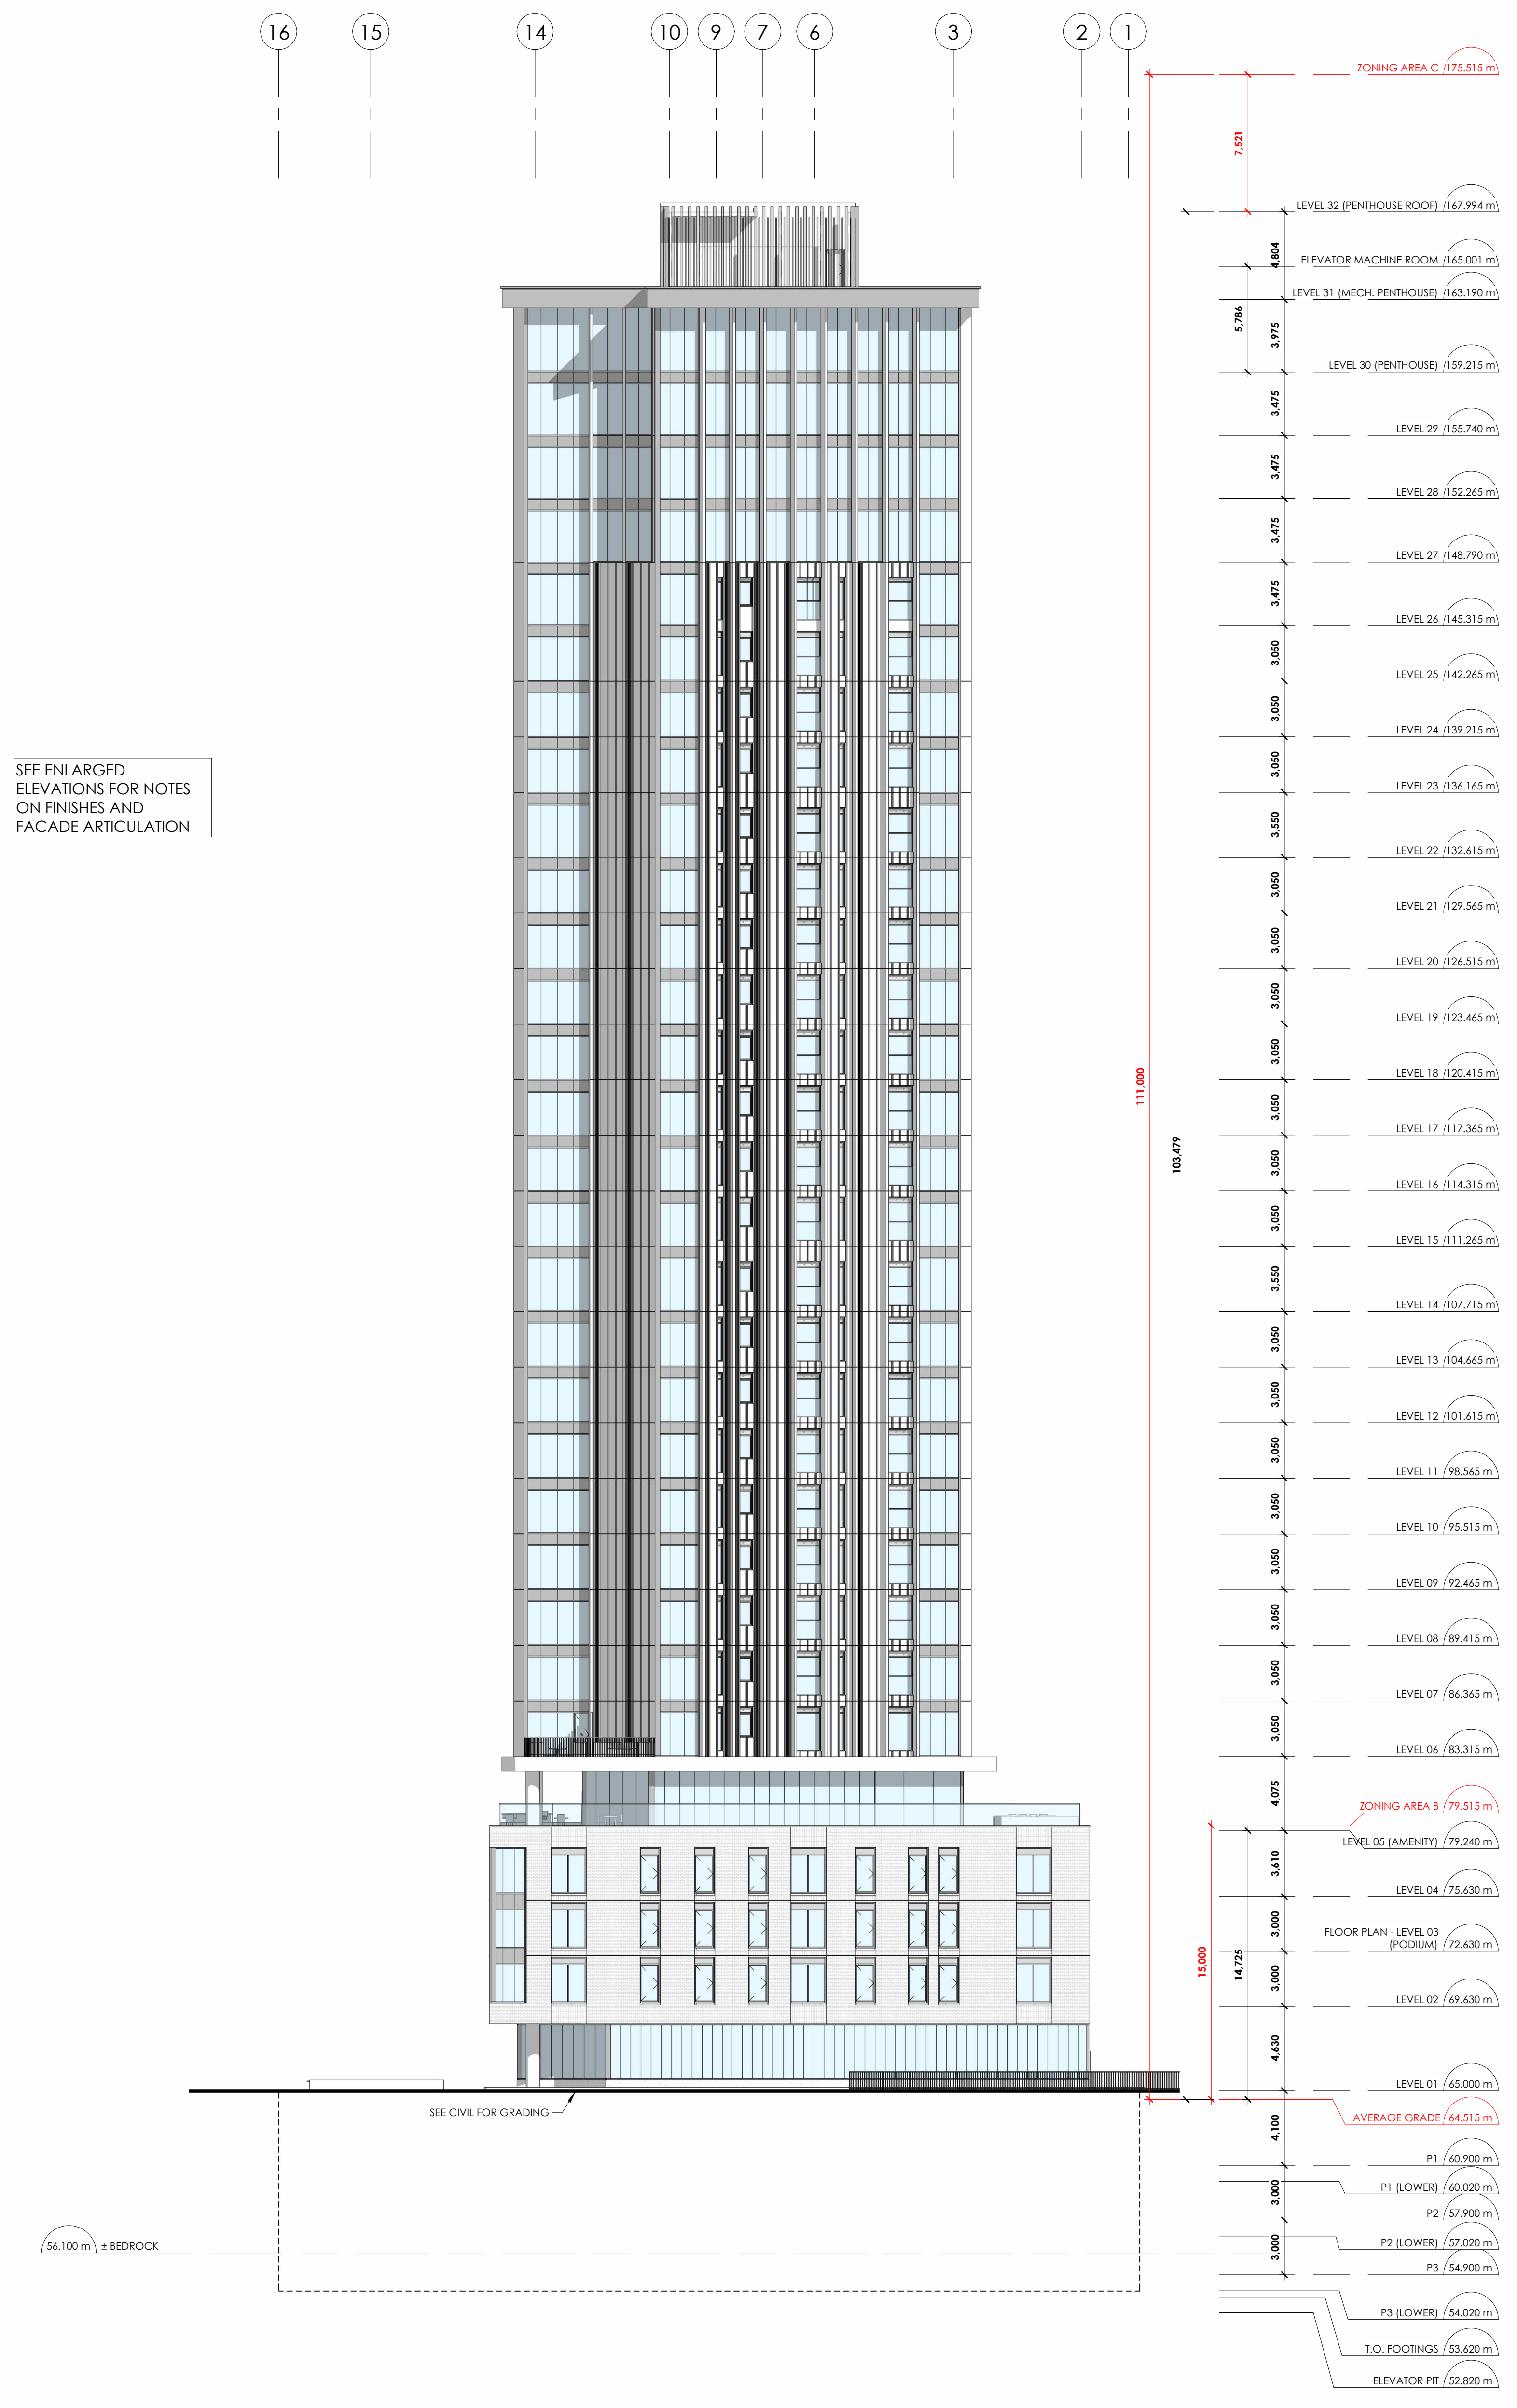 16 15 14 10 9 7 6 3 2 1
ZONING AREA C 175.515 m
7,521
LEVEL 32 (PENTHOUSE ROOF) 167.994 m
4,804
ELEVATOR MACHINE ROOM 165.001 m
LEVEL 31 (MECH. PENTHOUSE) 163.190 m
5,786
3,975
LEVEL 30 (PENTHOUSE) 159.215 m
3,475
LEVEL 29 155.740 m
3,475
LEVEL 28 152.265 m
3,475
LEVEL 27 148.790 m
3,475
LEVEL 26 145.315 m
3,050
LEVEL 25 142.265 m
3,050
LEVEL 24 139.215 m
3,050
SEE ENLARGED
ELEVATIONS FOR NOTES
ON FINISHES AND
FACADE ARTICULATION
LEVEL 23 136.165 m
3,550
LEVEL 22 132.615 m
3,050
LEVEL 21 129.565 m
3,050
LEVEL 20 126.515 m
3,050
LEVEL 19 123.465 m
3,050
LEVEL 18 120.415 m
111,000
3,050
LEVEL 17 117.365 m
103,479
3,050
LEVEL 16 114.315 m
3,050
LEVEL 15 111.265 m
3,550
LEVEL 14 107.715 m
3,050
LEVEL 13 104.665 m
3,050
LEVEL 12 101.615 m
3,050
LEVEL 11 98.565 m
3,050
LEVEL 10 95.515 m
3,050
LEVEL 09 92.465 m
3,050
LEVEL 08 89.415 m
3,050
LEVEL 07 86.365 m
3,050
LEVEL 06 83.315 m
4,075
ZONING AREA B 79.515 m
LEVEL 05 (AMENITY) 79.240 m
3,610
LEVEL 04 75.630 m
3,000
FLOOR PLAN - LEVEL 03
(PODIUM) 72.630 m
15,000
14,725
3,000
LEVEL 02 69.630 m
4,630
LEVEL 01 65.000 m
SEE CIVIL FOR GRADING
AVERAGE GRADE 64.515 m
4,100
P1 60.900 m
P1 (LOWER) 60.020 m
3,000
P2 57.900 m
P2 (LOWER) 57.020 m
56.100 m ± BEDROCK
3,000
P3 54.900 m
P3 (LOWER) 54.020 m
T.O. FOOTINGS 53.620 m
ELEVATOR PIT 52.820 m